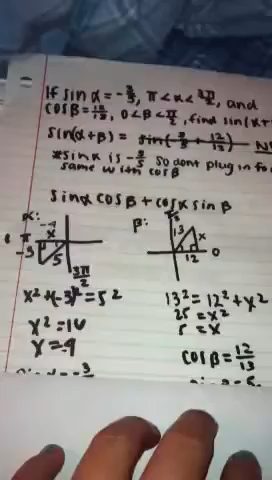 If sin α = -3/5, π < α < 3π/2, and
cos β = 12/13, 0 < β < π/2, find sin(α+
sin(α+β) = sin(3/5 + 12/13)
*sin α is -3/5 so dont plug in for
same with cos β
sin α cos β + cos α sin β
α:
β:
-4
x
π
-3
5
3π/2
13
x
12
0
x² + (-3)² = 5²
x² = 16
x = -4
13² = 12² + x²
25 = x²
5 = x
cos β = 12/13